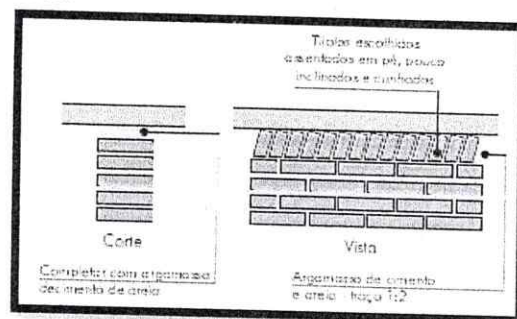 Tijolos escolhidos
assentados em pé, pouco
inclinados e cunhados
Corte
Vista
Completar com argamassa
de cimento de areia
Argamassa de cimento
e areia - traço 1:2